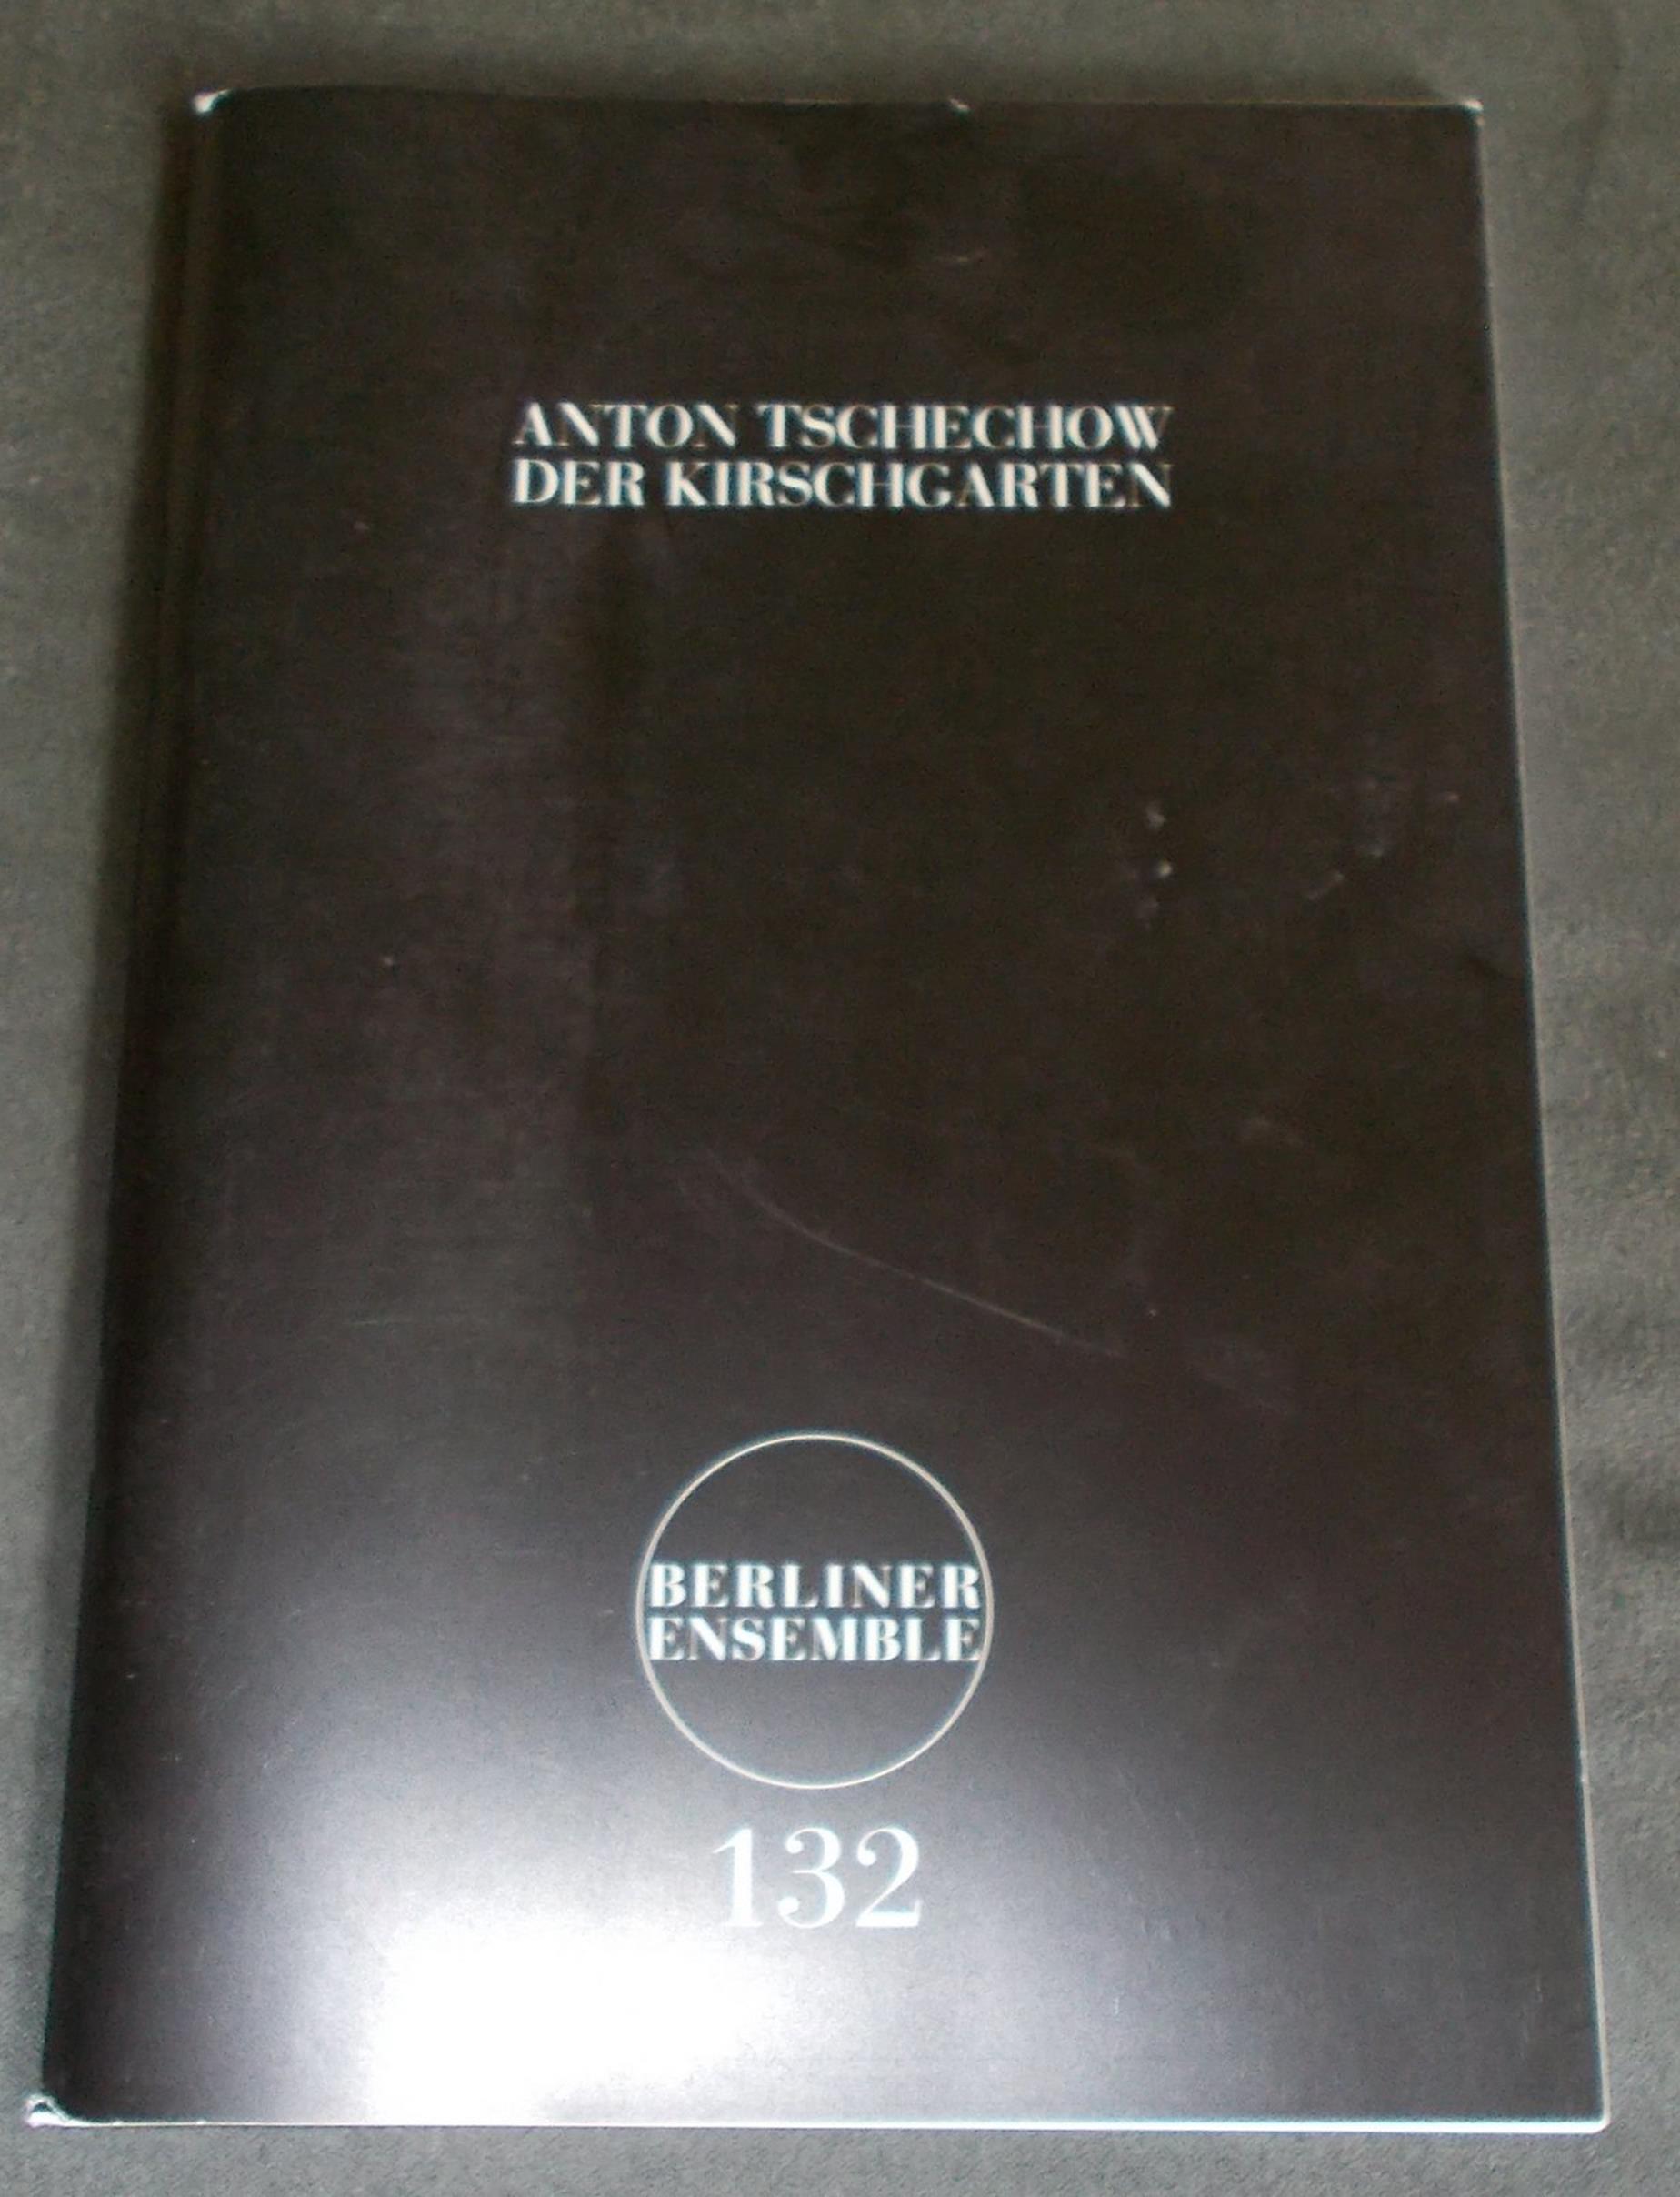 ANTON TSCHECHOW
DER KIRSCHGARTEN
BERLINER
ENSEMBLE
132